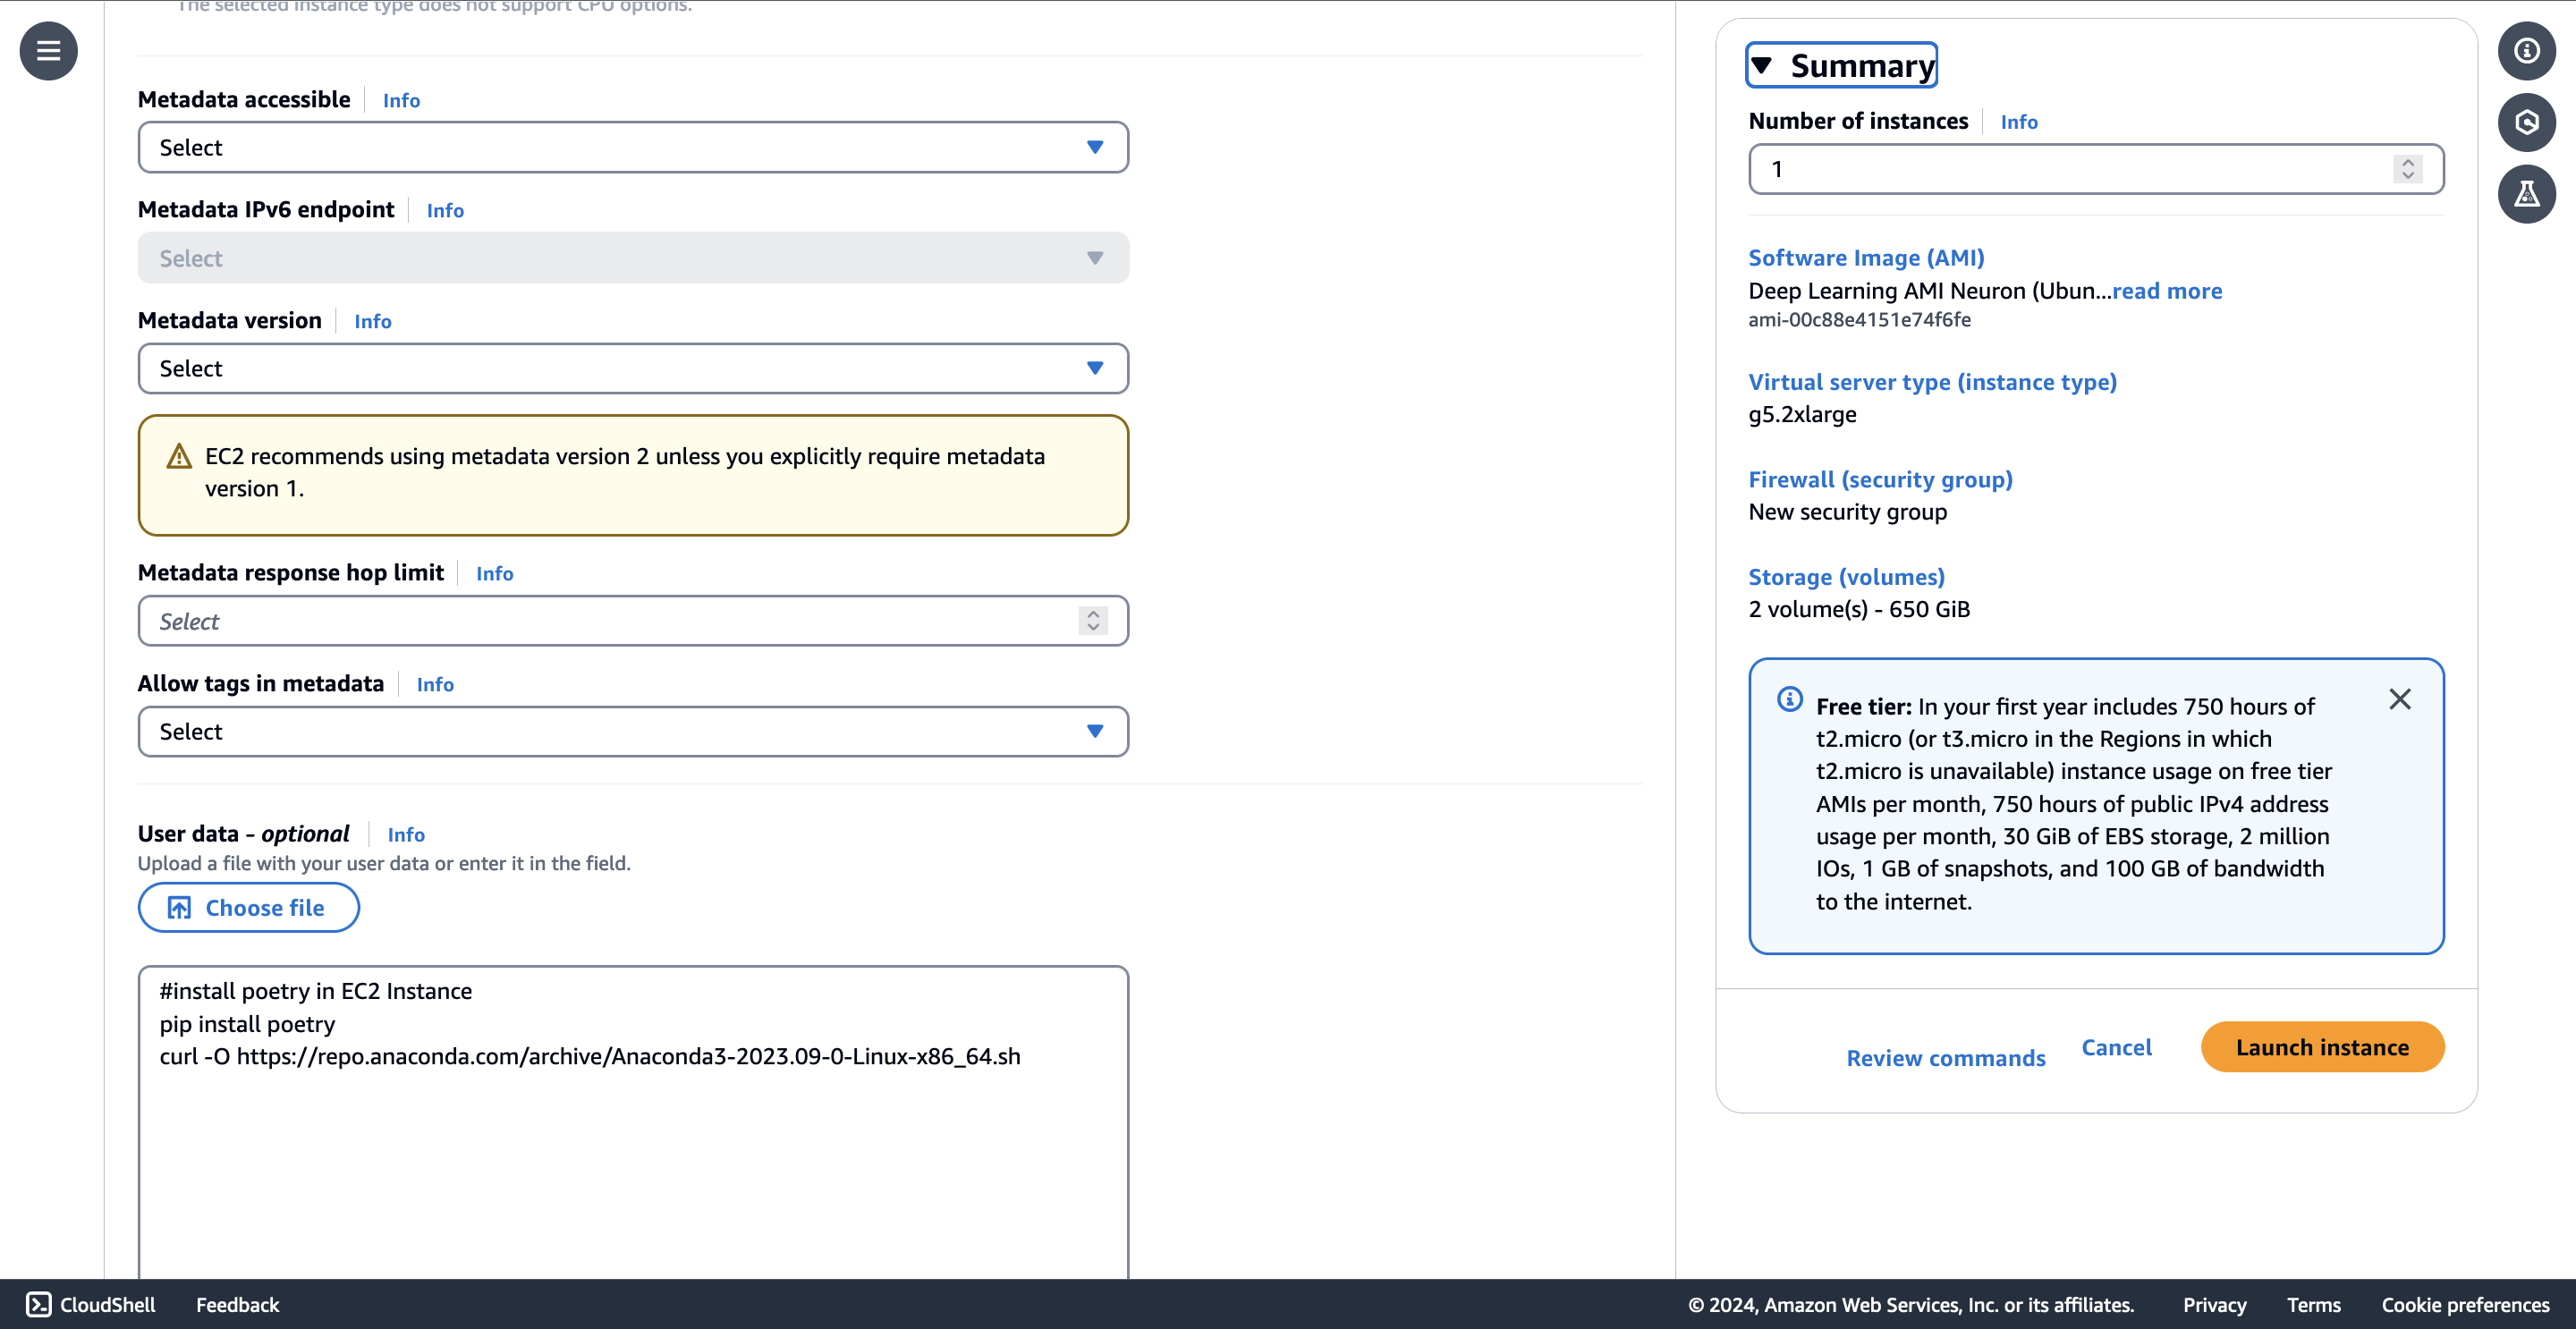 The selected instance type does not support CPU options.
Metadata accessible
Info
Select
Metadata IPv6 endpoint
Info
Select
Metadata version
Info
Select
EC2 recommends using metadata version 2 unless you explicitly require metadata
version 1.
Metadata response hop limit
Info
Select
Allow tags in metadata
Info
Select
User data - optional
Info
Upload a file with your user data or enter it in the field.
Choose file
#install poetry in EC2 Instance
pip install poetry
curl -O https://repo.anaconda.com/archive/Anaconda3-2023.09-0-Linux-x86_64.sh
Summary
Number of instances
Info
1
Software Image (AMI)
Deep Learning AMI Neuron (Ubun...read more
ami-00c88e4151e74f6fe
Virtual server type (instance type)
g5.2xlarge
Firewall (security group)
New security group
Storage (volumes)
2 volume(s) - 650 GiB
Free tier: In your first year includes 750 hours of
t2.micro (or t3.micro in the Regions in which
t2.micro is unavailable) instance usage on free tier
AMIs per month, 750 hours of public IPv4 address
usage per month, 30 GiB of EBS storage, 2 million
IOs, 1 GB of snapshots, and 100 GB of bandwidth
to the internet.
Review commands
Cancel
Launch instance
CloudShell
Feedback
© 2024, Amazon Web Services, Inc. or its affiliates.
Privacy
Terms
Cookie preferences